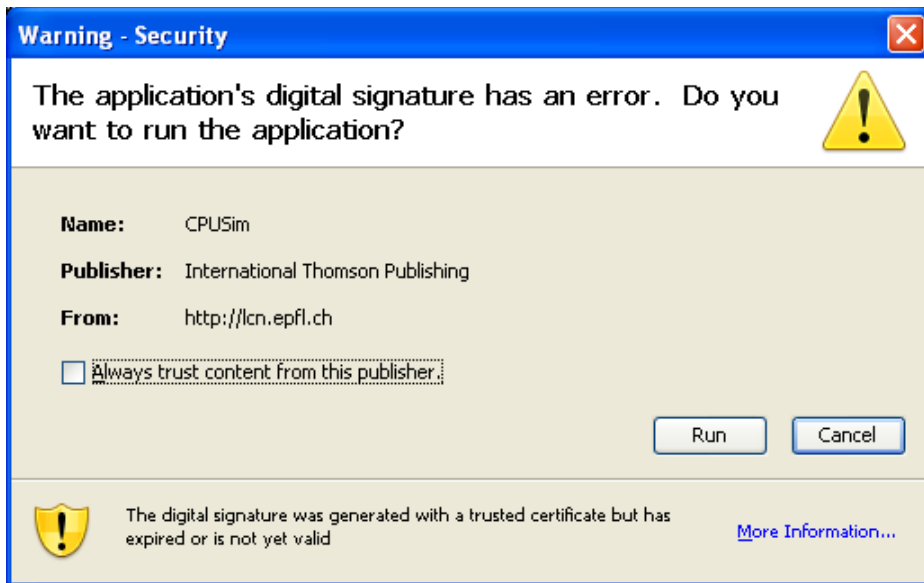 Warning - Security
The application's digital signature has an error. Do you
want to run the application?
Name: CPUSim
Publisher: International Thomson Publishing
From: http://lcn.epfl.ch
Always trust content from this publisher.
Run Cancel
The digital signature was generated with a trusted certificate but has
expired or is not yet valid
More Information...